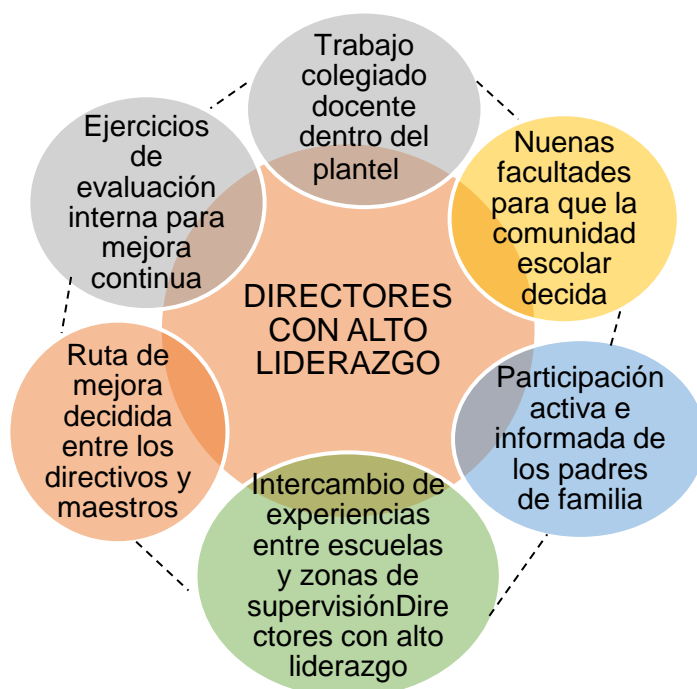 Trabajo
colegiado
docente
dentro del
plantel
Nuenas
facultades
para que la
comunidad
escolar
decida
Participación
activa e
informada de
los padres
de familia
Intercambio de
experiencias
entre escuelas
y zonas de
supervisiónDire
ctores con alto
liderazgo
Ruta de
mejora
decidida
entre los
directivos y
maestros
Ejercicios
de
evaluación
interna para
mejora
continua
DIRECTORES
CON ALTO
LIDERAZGO